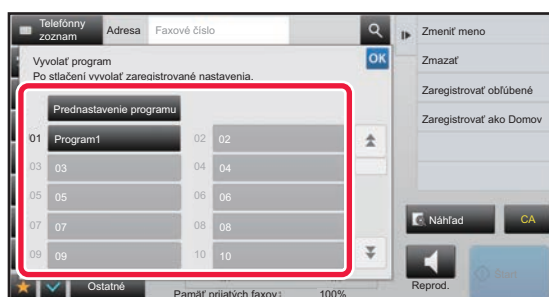 Telefónny
zoznam
Adresa
Faxové číslo
Zmeniť meno
Vyvolať program
OK
Po stlačení vyvolať zaregistrované nastavenia.
Zmazať
Zaregistrovať obľúbené
Prednastavenie programu
Zaregistrovať ako Domov
01 Program1
02 02
03 03
04 04
05 05
06 06
07 07
08 08
Náhľad
CA
09 09
10 10
Ostatné
Pamäť prijatých faxov:
100%
Reprod.
Štart